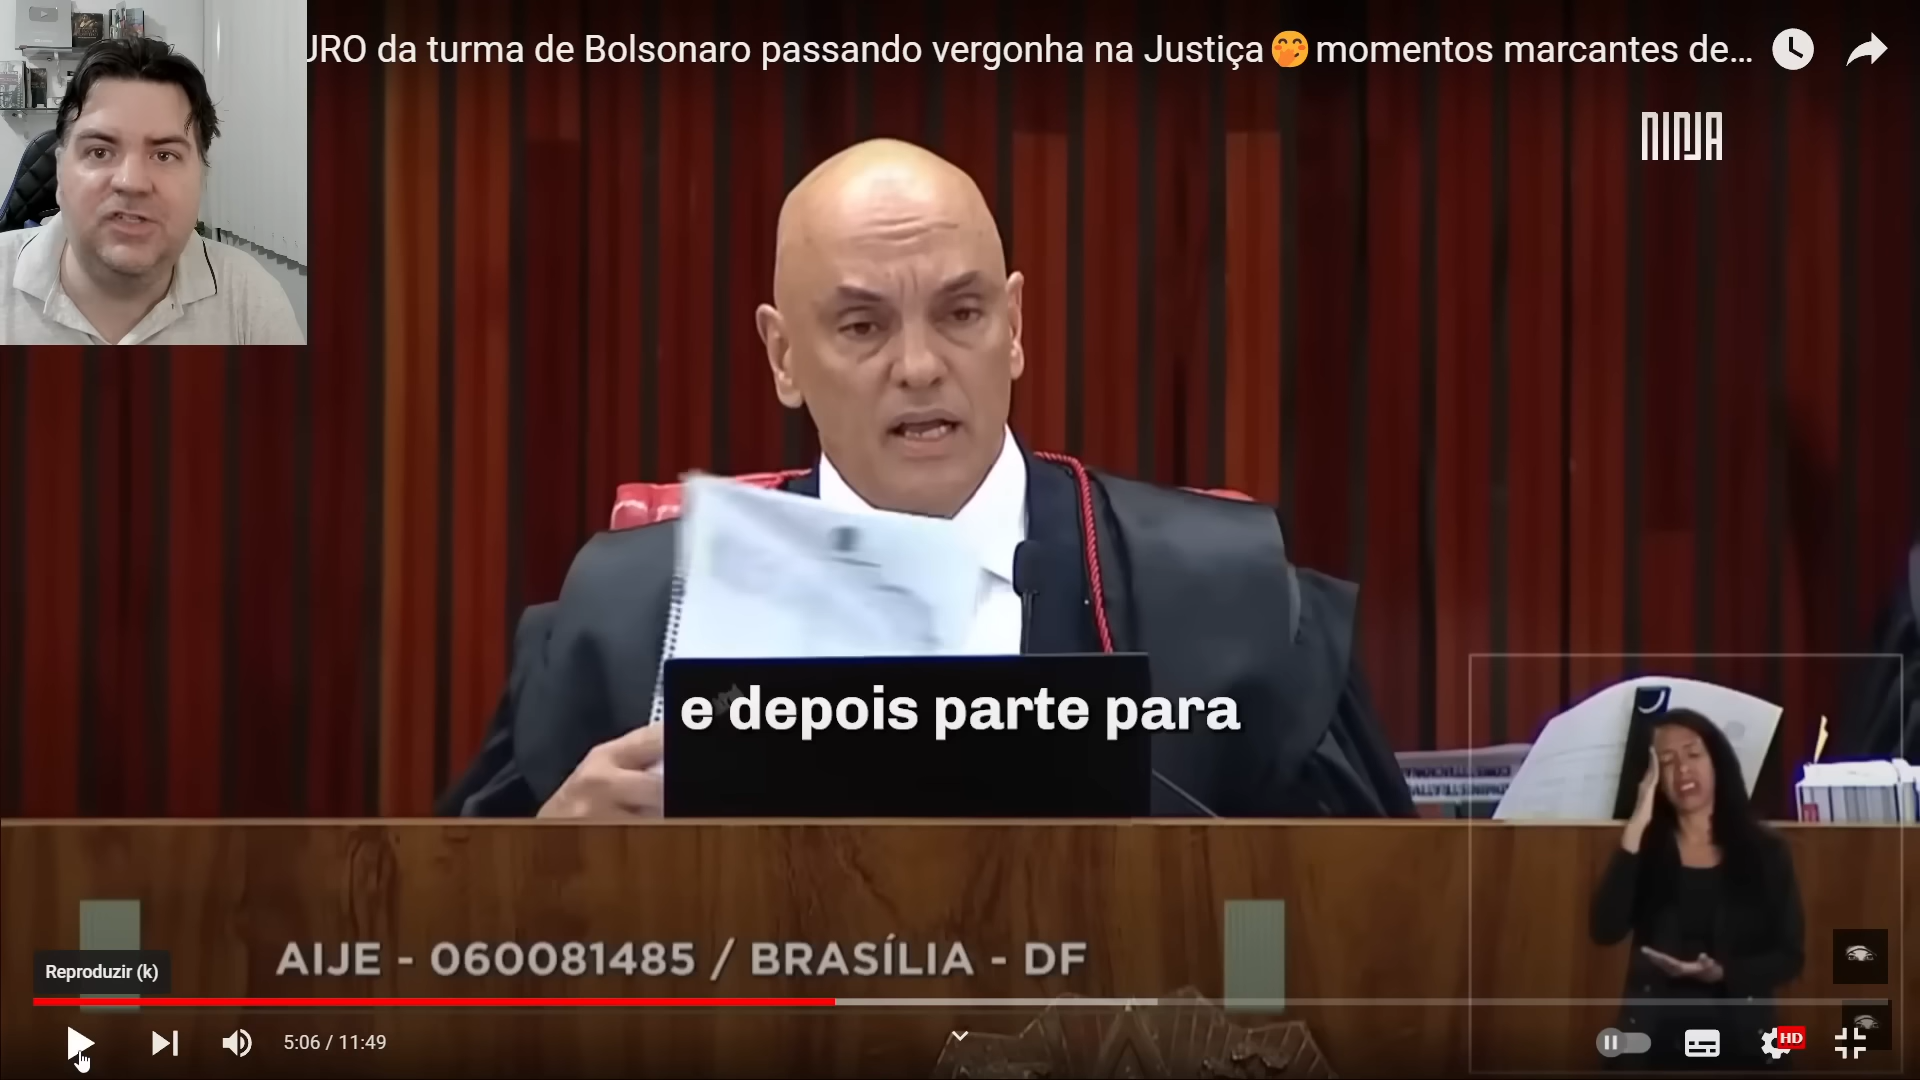 JRO da turma de Bolsonaro passando vergonha na Justiça🤭momentos marcantes de...
NINJA
e depois parte para
AIJE - 060081485 / BRASÍLIA - DF
Reproduzir (k)
5:06 / 11:49
HD